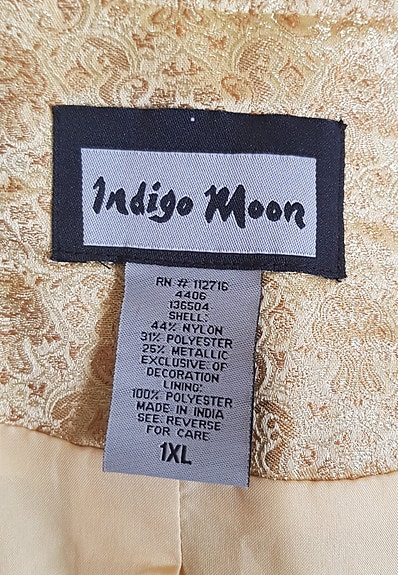 Indigo Moon
RN # 112716
4406
136504
SHELL:
44% NYLON
31% POLYESTER
25% METALLIC
EXCLUSIVE OF
DECORATION
LINING:
100% POLYESTER
MADE IN INDIA
SEE REVERSE
FOR CARE
1XL